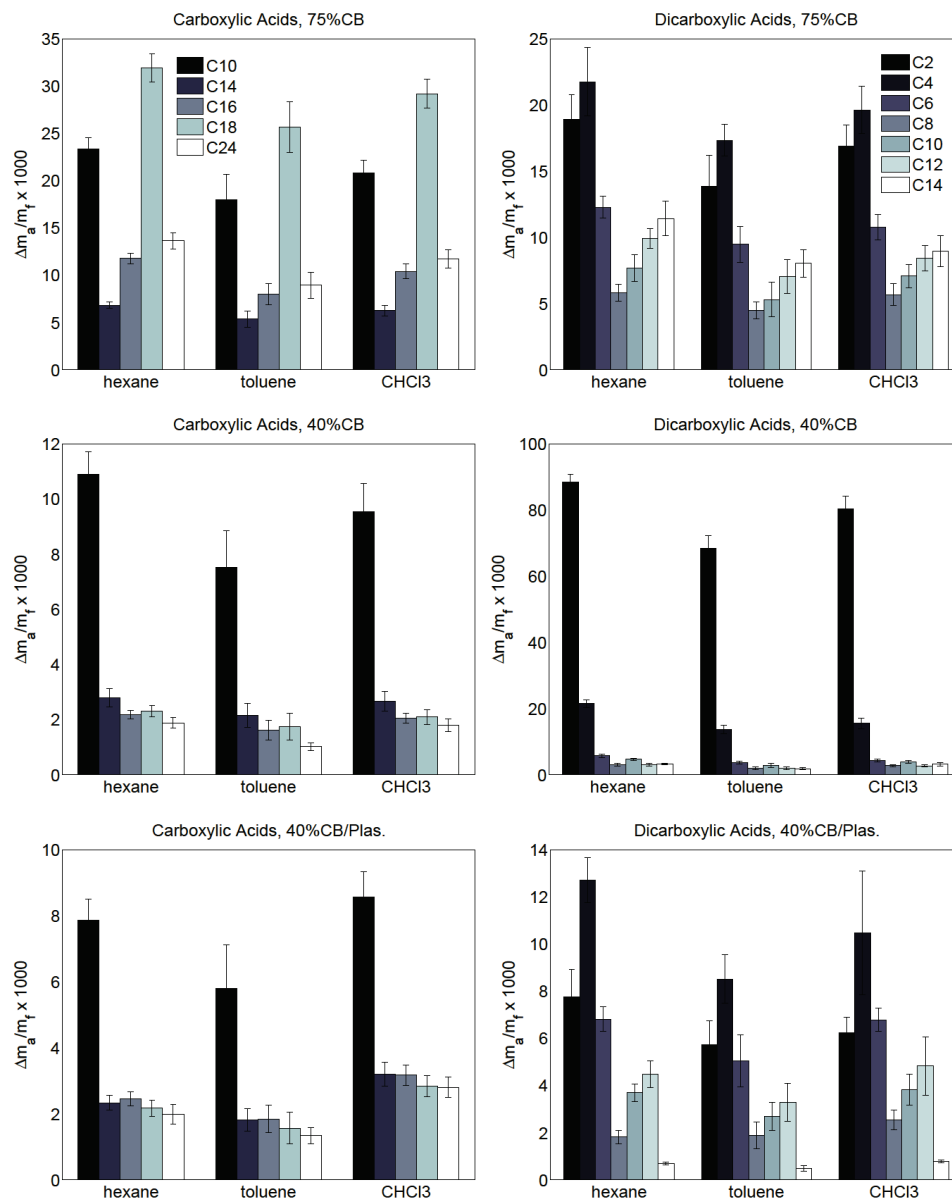 Carboxylic Acids, 75%CB
Δm_a/m_f x 1000
35
30
25
20
15
10
5
0
C10
C14
C16
C18
C24
hexane toluene CHCl3
Dicarboxylic Acids, 75%CB
Δm_a/m_f x 1000
25
20
15
10
5
0
C2
C4
C6
C8
C10
C12
C14
hexane toluene CHCl3
Carboxylic Acids, 40%CB
Δm_a/m_f x 1000
12
10
8
6
4
2
0
hexane toluene CHCl3
Dicarboxylic Acids, 40%CB
Δm_a/m_f x 1000
100
80
60
40
20
0
hexane toluene CHCl3
Carboxylic Acids, 40%CB/Plas.
Δm_a/m_f x 1000
10
8
6
4
2
0
hexane toluene CHCl3
Dicarboxylic Acids, 40%CB/Plas.
Δm_a/m_f x 1000
14
12
10
8
6
4
2
0
hexane toluene CHCl3